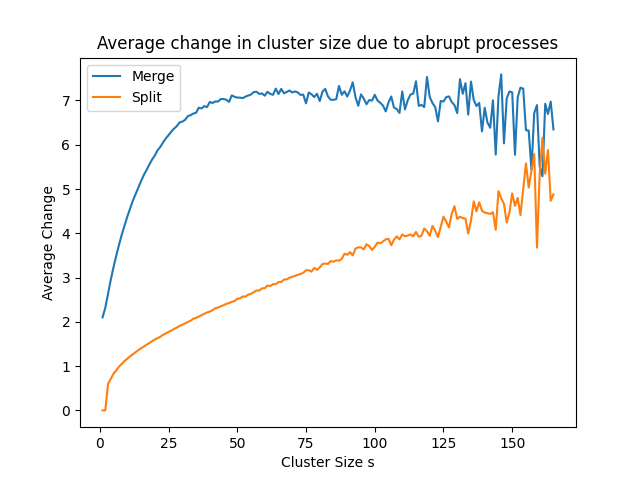 Average change in cluster size due to abrupt processes
Merge
Split
7
6
5
4
3
2
1
0
Average Change
0 25 50 75 100 125 150
Cluster Size s